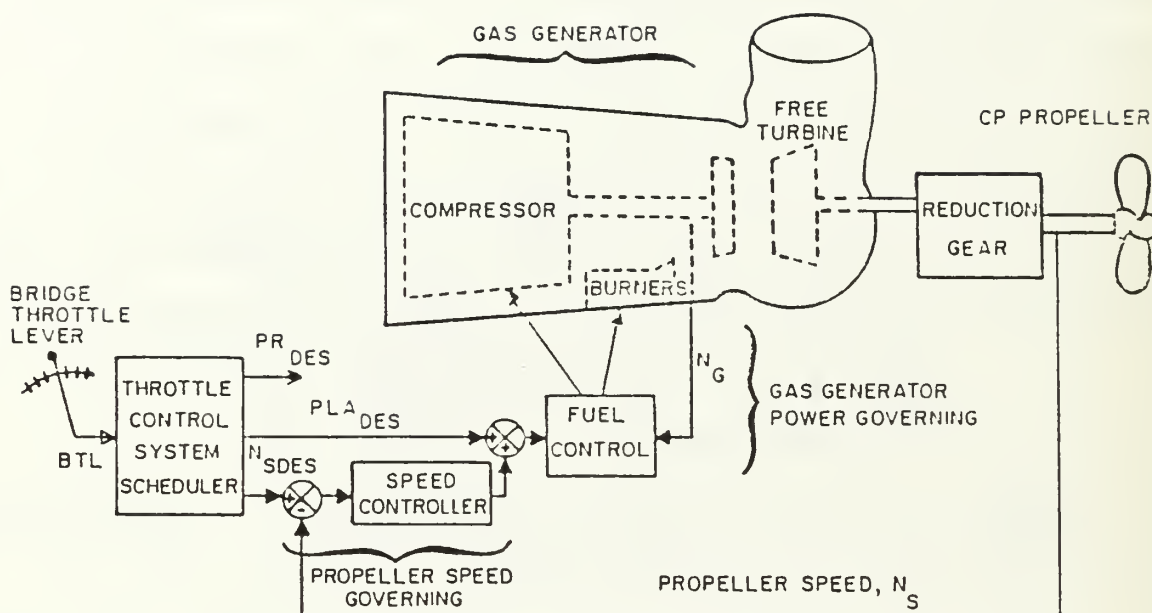 GAS GENERATOR
FREE
TURBINE
CP PROPELLER
COMPRESSOR
REDUCTION
GEAR
BURNERS
BRIDGE
THROTTLE
LEVER
PR DES
N G
THROTTLE
CONTROL
SYSTEM
SCHEDULER
PLA DES
FUEL
CONTROL
GAS GENERATOR
POWER GOVERNING
BTL
N SDES
+
+
+
-
SPEED
CONTROLLER
PROPELLER SPEED
GOVERNING
PROPELLER SPEED, N S